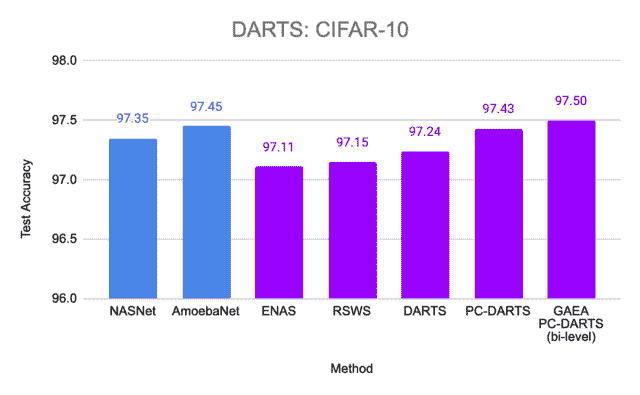 DARTS: CIFAR-10
98.0
97.5
97.0
96.5
96.0
Test Accuracy
97.35
97.45
97.11
97.15
97.24
97.43
97.50
NASNet
AmoebaNet
ENAS
RSWS
DARTS
PC-DARTS
GAEA
PC-DARTS
(bi-level)
Method